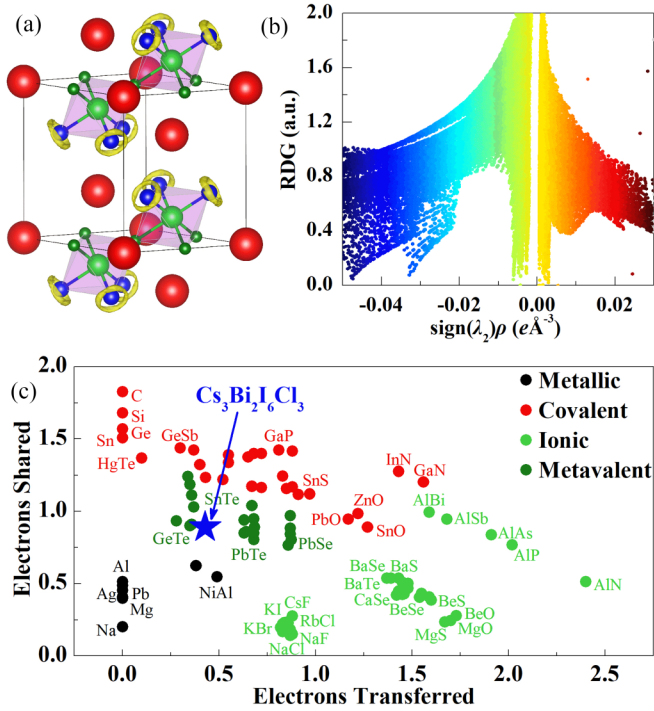 (a)
(b)
2.0
1.6
1.2
0.8
0.4
0.0
RDG (a.u.)
-0.04
-0.02
0.00
0.02
sign(λ2)ρ (eÅ-3)
(c)
2.0
1.5
1.0
0.5
0.0
Electrons Shared
0.0
0.5
1.0
1.5
2.0
2.5
Electrons Transferred
Cs3Bi2I6Cl3
Metallic
Covalent
Ionic
Metavalent
C
Si
Ge
Sn
HgTe
GeSb
GaP
SnS
InN
GaN
PbO
ZnO
SnO
SnTe
GeTe
PbTe
PbSe
AlBi
AlSb
AlAs
AlP
AlN
Al
Ag
Pb
Mg
Na
NiAl
BaSe
BaS
BaTe
CaSe
BeSe
BeS
BeO
MgS
MgO
CsF
KI
RbCl
KBr
NaF
NaCl